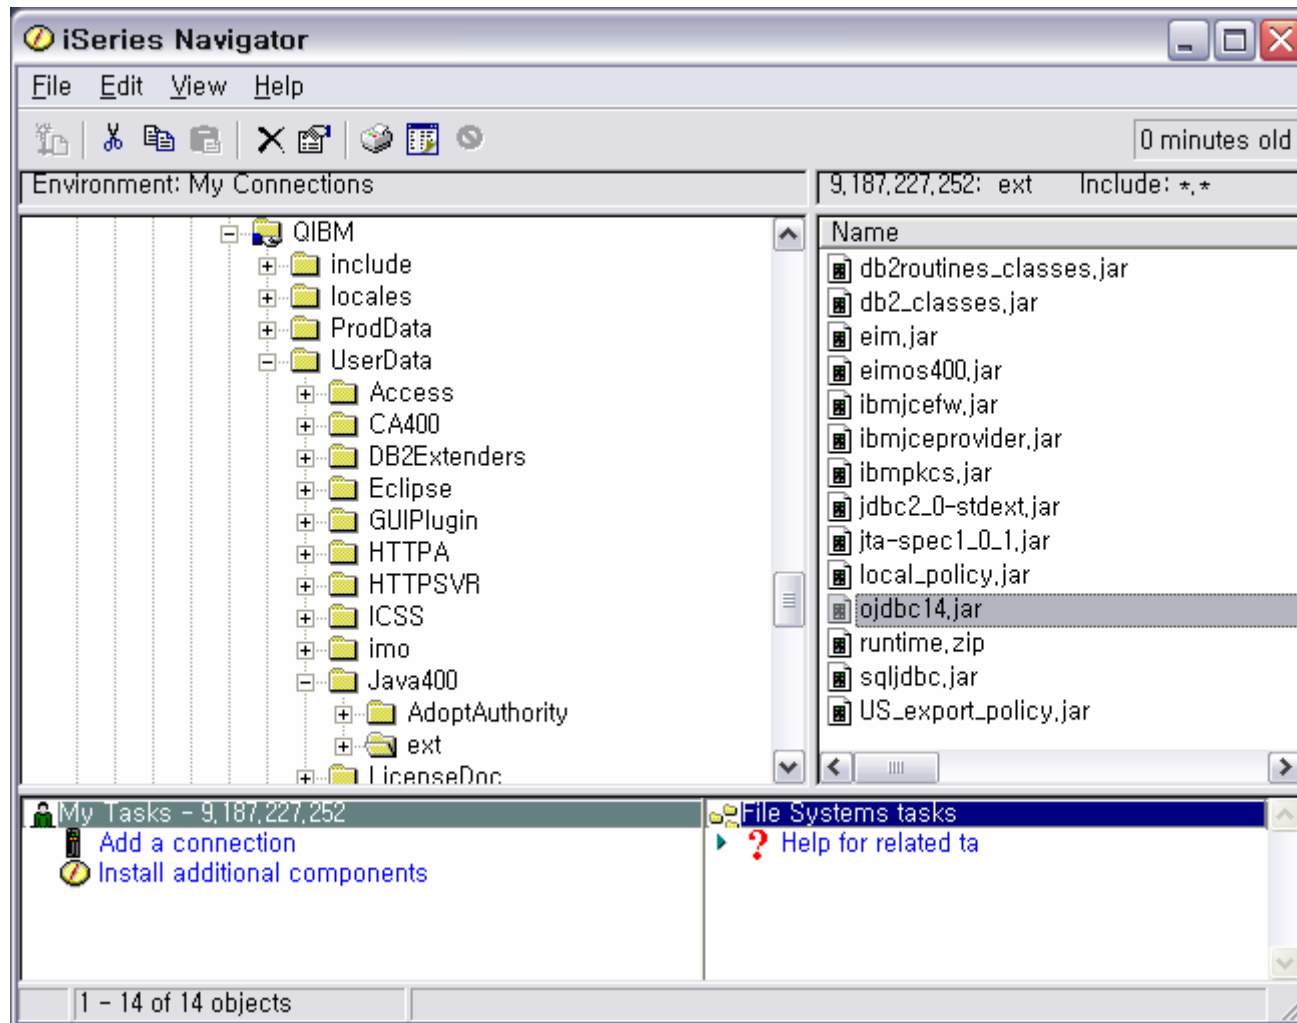 iSeries Navigator
File Edit View Help
0 minutes old
Environment: My Connections
9,187,227,252: ext Include: *,*
QIBM
include
locales
ProdData
UserData
Access
CA400
DB2Extenders
Eclipse
GUIPlugin
HTTPA
HTTPSVR
ICSS
imo
Java400
AdoptAuthority
ext
LicenseDoc
Name
db2routines_classes,jar
db2_classes,jar
eim,jar
eimos400,jar
ibmjcefw,jar
ibmjceprovider,jar
ibmpkcs,jar
jdbc2_0-stdext,jar
jta-spec1_0_1,jar
local_policy,jar
ojdbc14,jar
runtime,zip
sqljdbc,jar
US_export_policy,jar
My Tasks - 9,187,227,252
Add a connection
Install additional components
File Systems tasks
? Help for related ta
1 - 14 of 14 objects